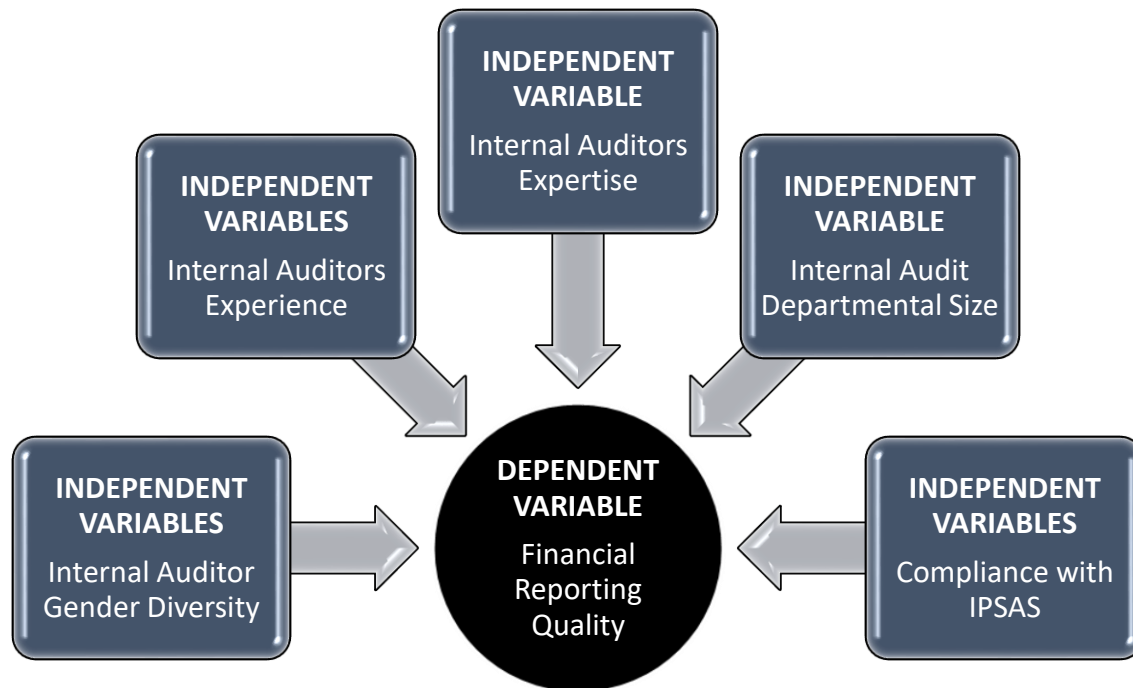 INDEPENDENT
VARIABLE
Internal Auditors
Expertise
INDEPENDENT
VARIABLES
Internal Auditors
Experience
INDEPENDENT
VARIABLE
Internal Audit
Departmental Size
INDEPENDENT
VARIABLES
Internal Auditor
Gender Diversity
DEPENDENT
VARIABLE
Financial
Reporting
Quality
INDEPENDENT
VARIABLES
Compliance with
IPSAS